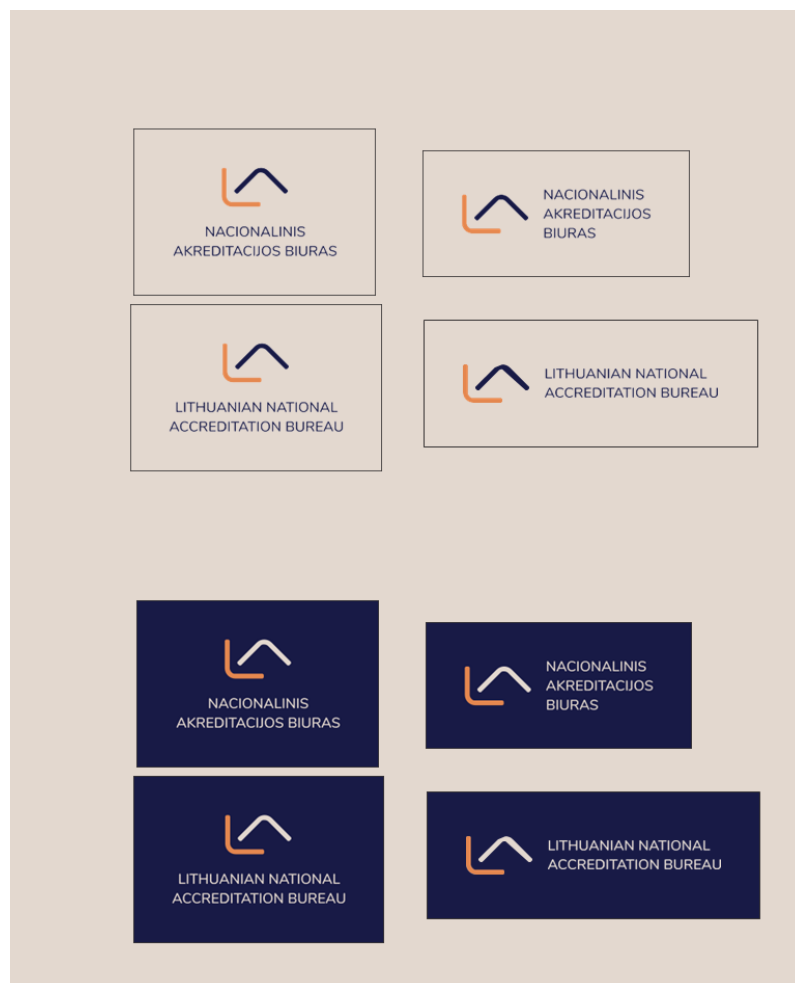 NACIONALINIS
AKREDITACIJOS BIURAS
NACIONALINIS
AKREDITACIJOS
BIURAS
LITHUANIAN NATIONAL
ACCREDITATION BUREAU
LITHUANIAN NATIONAL
ACCREDITATION BUREAU
NACIONALINIS
AKREDITACIJOS BIURAS
NACIONALINIS
AKREDITACIJOS
BIURAS
LITHUANIAN NATIONAL
ACCREDITATION BUREAU
LITHUANIAN NATIONAL
ACCREDITATION BUREAU